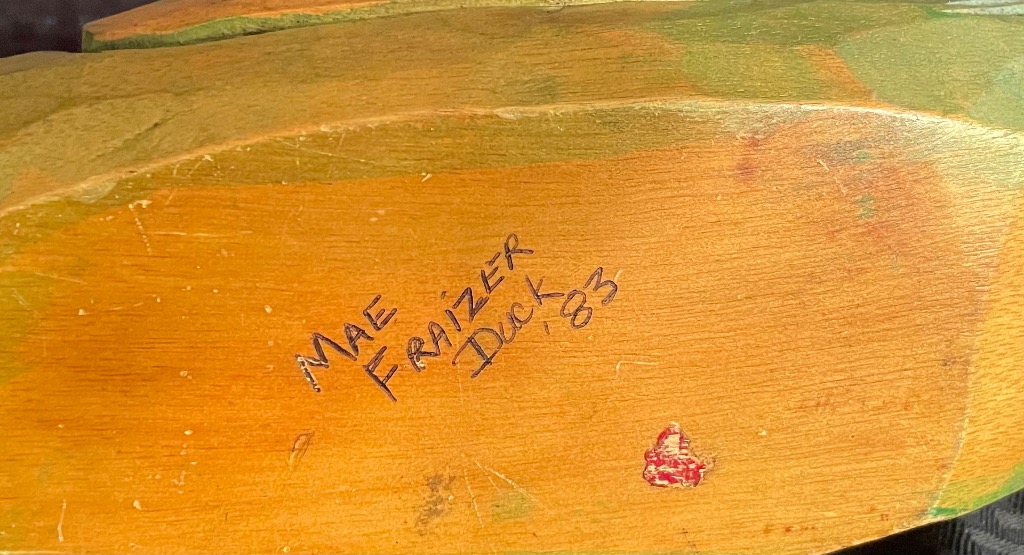 MAE
FRAIZER
DUCK '83